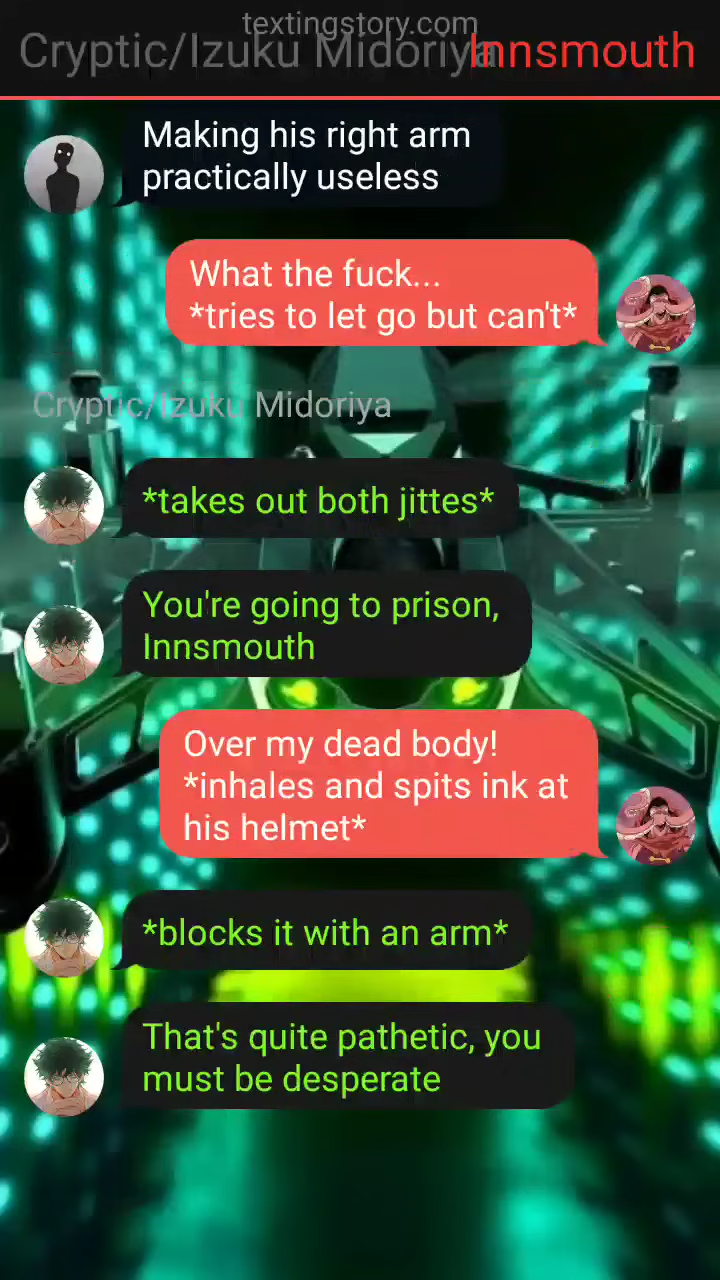 textingstory.com
Cryptic/Izuku Midoriya Innsmouth
Making his right arm
practically useless
What the fuck...
*tries to let go but can't*
Cryptic/Izuku Midoriya
*takes out both jittes*
You're going to prison,
Innsmouth
Over my dead body!
*inhales and spits ink at
his helmet*
*blocks it with an arm*
That's quite pathetic, you
must be desperate